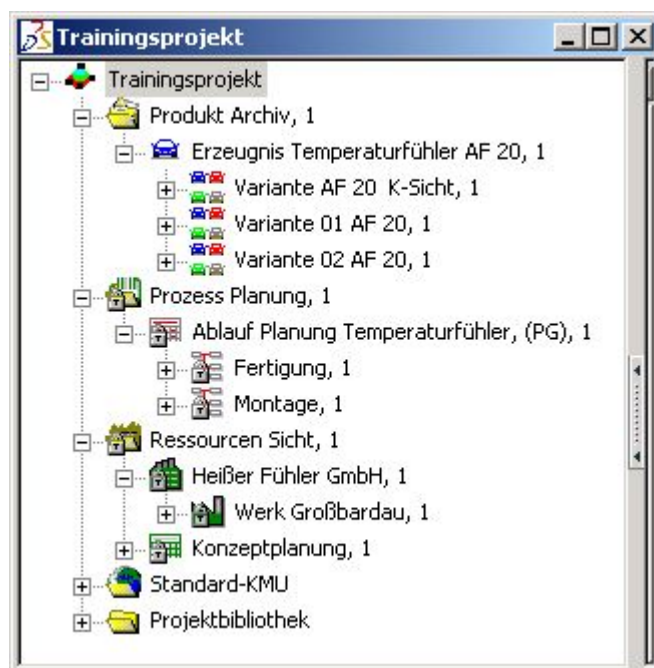 Trainingsprojekt
Trainingsprojekt
Produkt Archiv, 1
Erzeugnis Temperaturfühler AF 20, 1
Variante AF 20 K-Sicht, 1
Variante 01 AF 20, 1
Variante 02 AF 20, 1
Prozess Planung, 1
Ablauf Planung Temperaturfühler, (PG), 1
Fertigung, 1
Montage, 1
Ressourcen Sicht, 1
Heißer Fühler GmbH, 1
Werk Großbardau, 1
Konzeptplanung, 1
Standard-KMU
Projektbibliothek